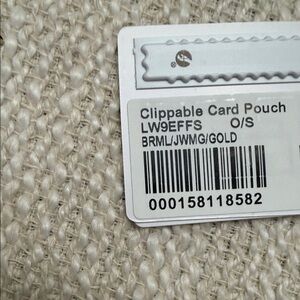 Clippable Card Pouch
LW9EFFS O/S
BRML/JWMG/GOLD
000158118582